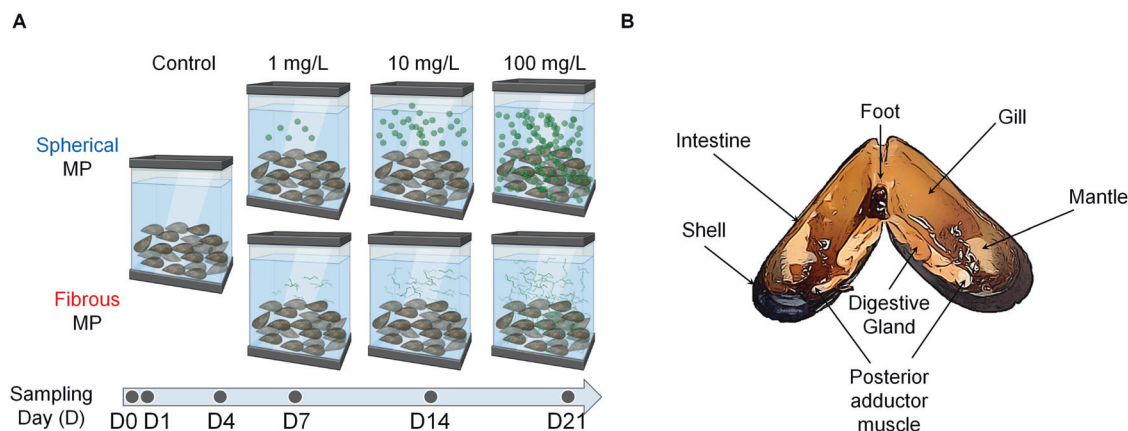 A
Control
1 mg/L
10 mg/L
100 mg/L
Spherical
MP
Fibrous
MP
Sampling
Day (D)
D0
D1
D4
D7
D14
D21
B
Foot
Gill
Intestine
Mantle
Shell
Digestive
Gland
Posterior
adductor
muscle